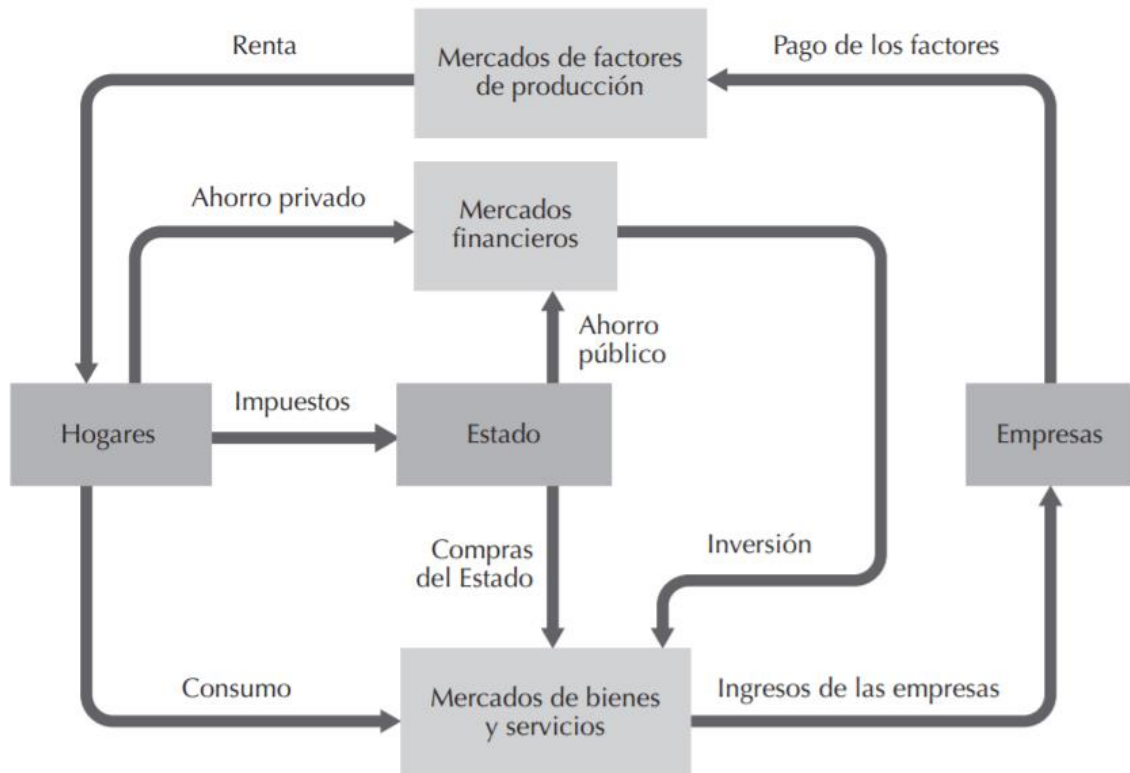 Renta
Mercados de factores
de producción
Pago de los factores
Ahorro privado
Mercados
financieros
Ahorro
público
Hogares
Impuestos
Estado
Empresas
Compras
del Estado
Inversión
Consumo
Mercados de bienes
y servicios
Ingresos de las empresas